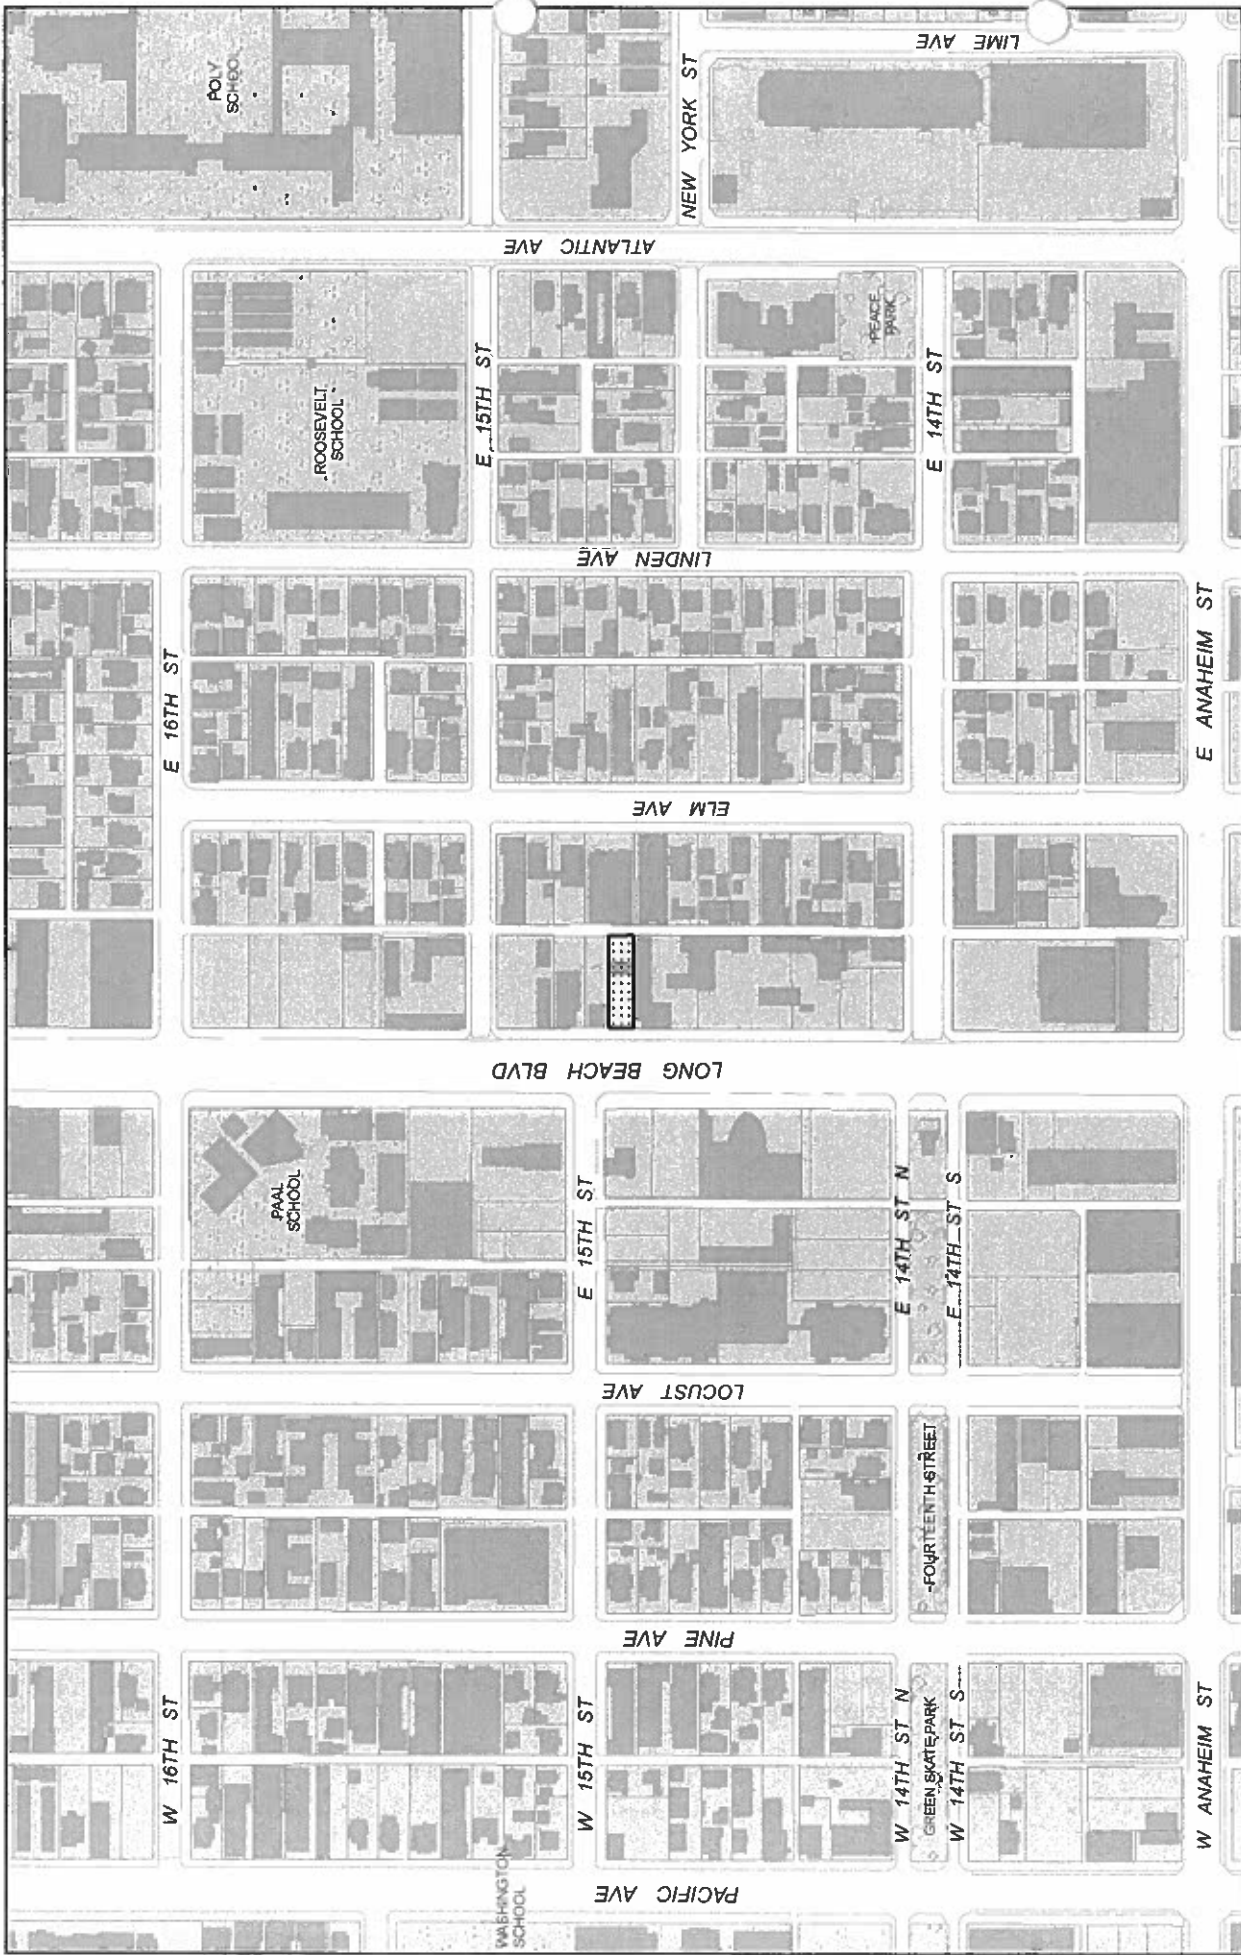 LIME AVE
POLY
SCHOOL
NEW YORK ST
ATLANTIC AVE
PEACE
PARK
ROOSEVELT
SCHOOL
E 15TH ST
E 14TH ST
LINDEN AVE
E 16TH ST
E ANAHEIM ST
ELM AVE
LONG BEACH BLVD
PAAL
SCHOOL
E 15TH ST
E 14TH ST N
E 14TH ST S
LOCUST AVE
FOURTEENTH STREET
PINE AVE
W 16TH ST
W 15TH ST
W 14TH ST N
GREEN SKATE PARK
W 14TH ST S
W ANAHEIM ST
WASHINGTON
SCHOOL
PACIFIC AVE